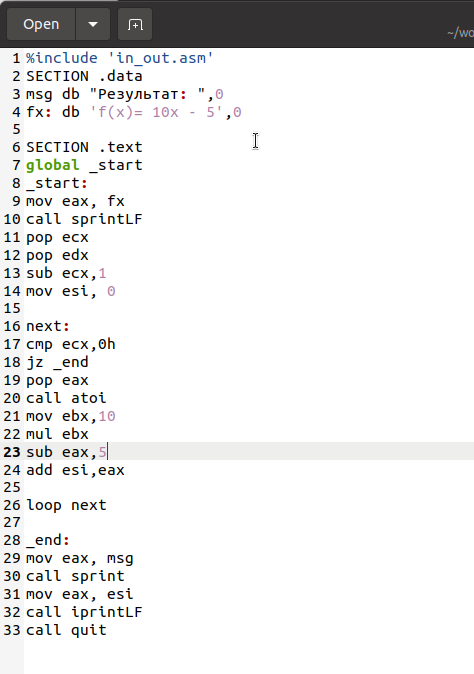 Open
~/wo
1 %include 'in_out.asm'
2 SECTION .data
3 msg db "Результат: ",0
4 fx: db 'f(x)= 10x - 5',0
5
6 SECTION .text
7 global _start
8 _start:
9 mov eax, fx
10 call sprintLF
11 pop ecx
12 pop edx
13 sub ecx,1
14 mov esi, 0
15
16 next:
17 cmp ecx,0h
18 jz _end
19 pop eax
20 call atoi
21 mov ebx,10
22 mul ebx
23 sub eax,5
24 add esi,eax
25
26 loop next
27
28 _end:
29 mov eax, msg
30 call sprint
31 mov eax, esi
32 call iprintLF
33 call quit